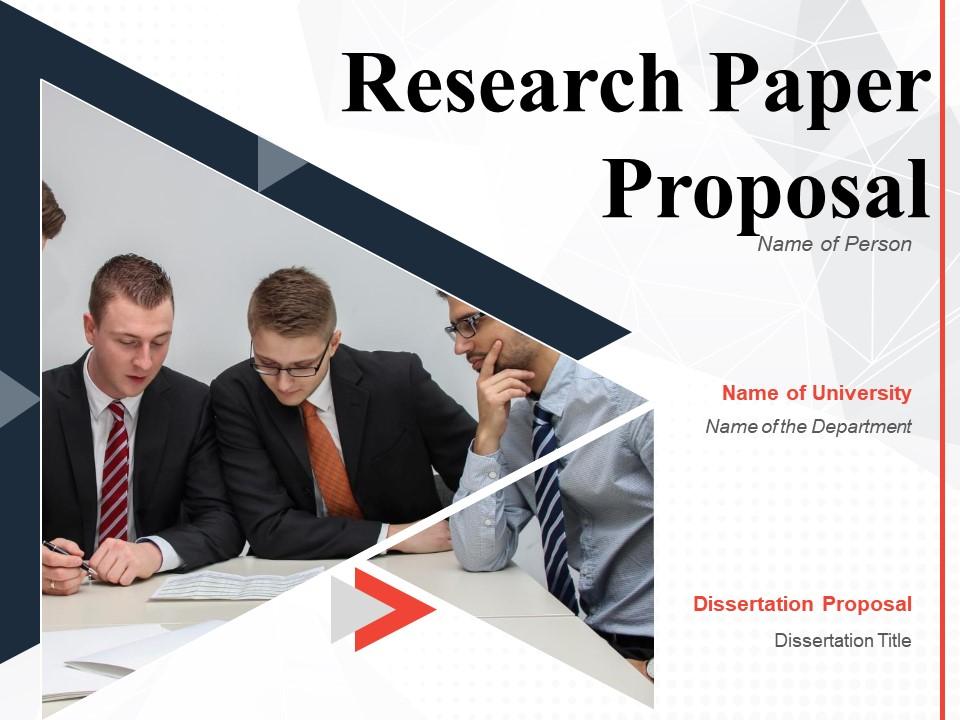 Research Paper
Proposal
Name of Person
Name of University
Name of the Department
Dissertation Proposal
Dissertation Title